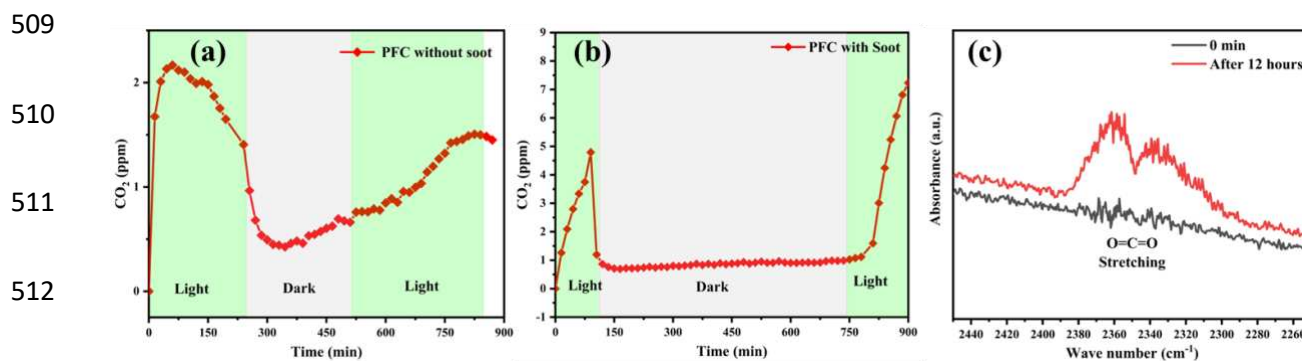 509
510
511
512
(a)
PFC without soot
CO₂ (ppm)
2
1
0
Light
Dark
Light
0 150 300 450 600 750 900
Time (min)
(b)
PFC with Soot
CO₂ (ppm)
9
8
7
6
5
4
3
2
1
0
-1
Light
Dark
Light
0 150 300 450 600 750 900
Time (min)
(c)
0 min
After 12 hours
Absorbance (a.u.)
O=C=O
Stretching
2420 2400 2380 2360 2340 2320 2300 2280 2260
Wave number (cm⁻¹)